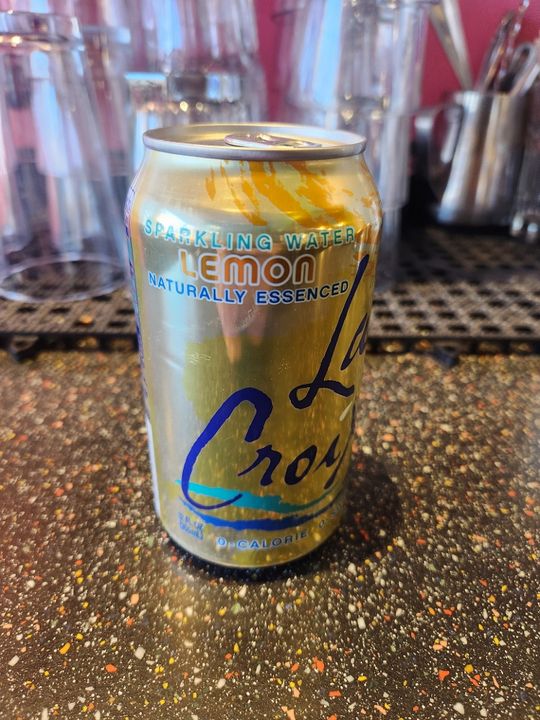 SPARKLING WATER
LEMON
NATURALLY ESSENCED
La
Croix
0-CALORIE